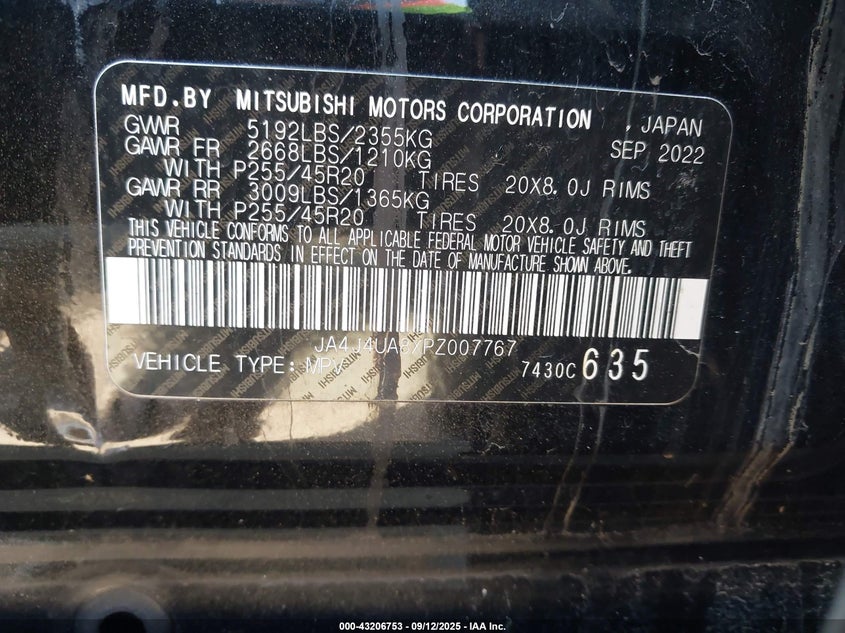 MFD.BY MITSUBISHI MOTORS CORPORATION , JAPAN
GVWR 5192LBS/2355KG SEP 2022
GAWR FR 2668LBS/1210KG
WITH P255/45R20 TIRES 20X8.0J RIMS
GAWR RR 3009LBS/1365KG
WITH P255/45R20 TIRES 20X8.0J RIMS
THIS VEHICLE CONFORMS TO ALL APPLICABLE FEDERAL MOTOR VEHICLE SAFETY AND THEFT
PREVENTION STANDARDS IN EFFECT ON THE DATE OF MANUFACTURE SHOWN ABOVE.
VEHICLE TYPE: MPV 7430C 635
000-43206753 - 09/12/2025 - IAA Inc.